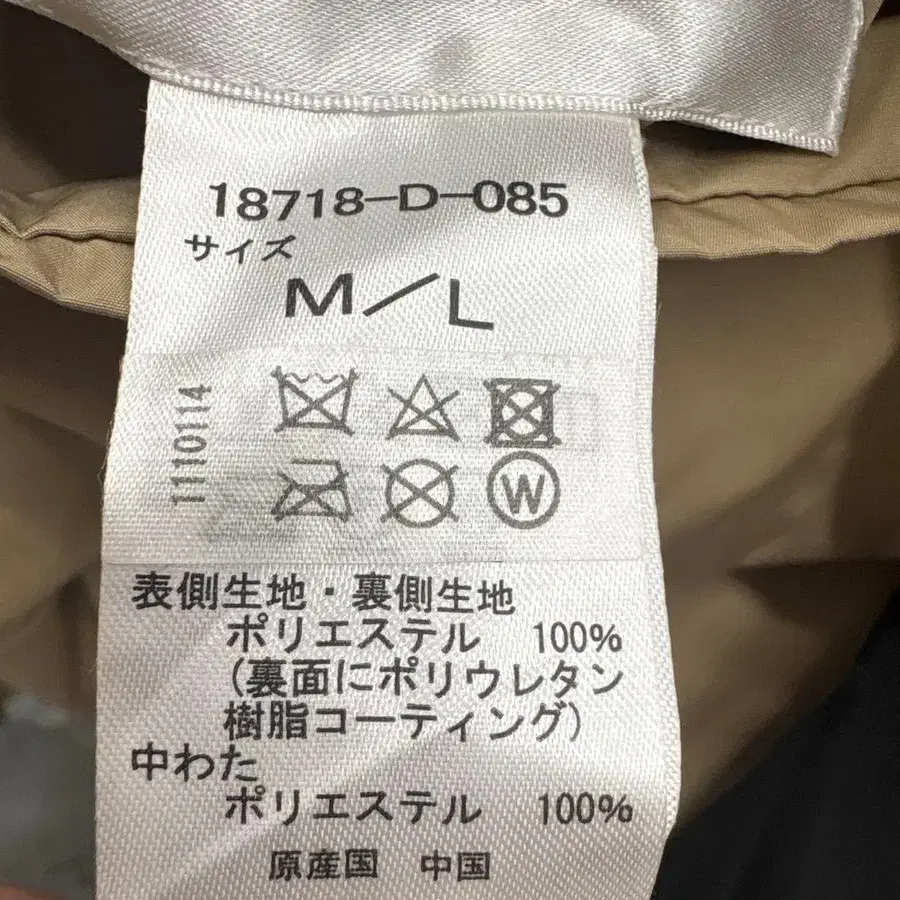 18718-D-085
サイズ
M/L
1110114
W
表側生地・裏側生地
ポリエステル 100%
(裏面にポリウレタン
樹脂コーティング)
中わた
ポリエステル 100%
原産国 中国